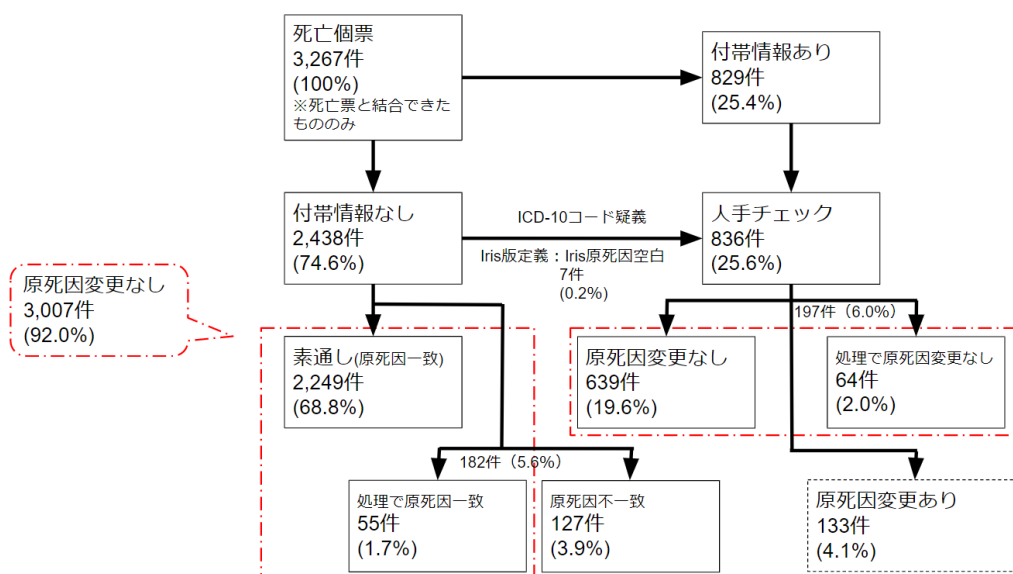 死亡個票
3,267件
(100%)
※死亡票と結合できた
もののみ
付帯情報あり
829件
(25.4%)
付帯情報なし
2,438件
(74.6%)
ICD-10コード疑義
Iris版定義：Iris原死因空白
7件
(0.2%)
人手チェック
836件
(25.6%)
原死因変更なし
3,007件
(92.0%)
197件（6.0%）
素通し(原死因一致)
2,249件
(68.8%)
原死因変更なし
639件
(19.6%)
処理で原死因変更なし
64件
(2.0%)
182件（5.6%）
処理で原死因一致
55件
(1.7%)
原死因不一致
127件
(3.9%)
原死因変更あり
133件
(4.1%)